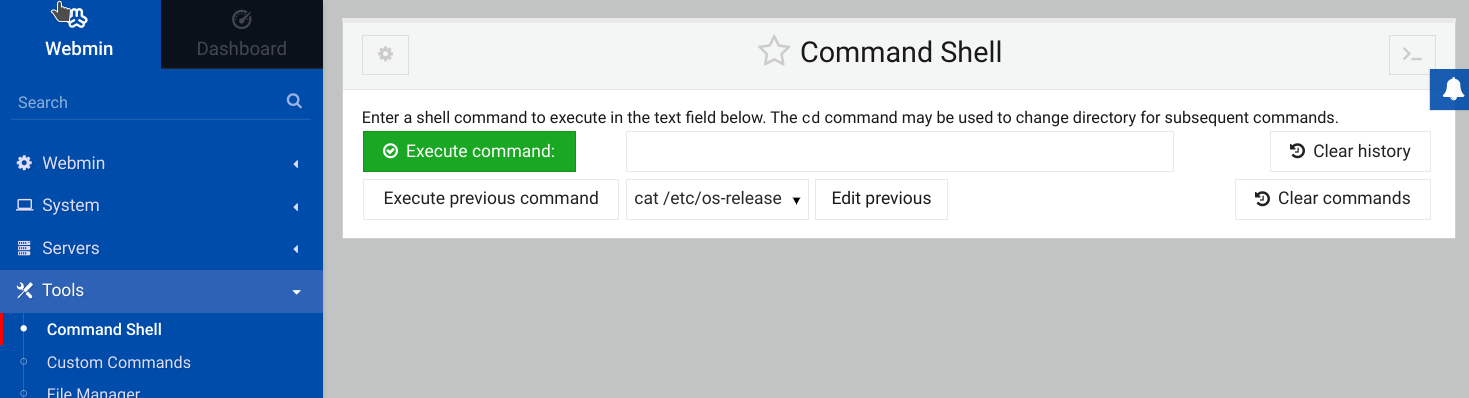 Webmin
Dashboard
Search
Webmin
System
Servers
Tools
Command Shell
Custom Commands
File Manager
Command Shell
Enter a shell command to execute in the text field below. The cd command may be used to change directory for subsequent commands.
Execute command:
Clear history
Execute previous command
cat /etc/os-release
Edit previous
Clear commands